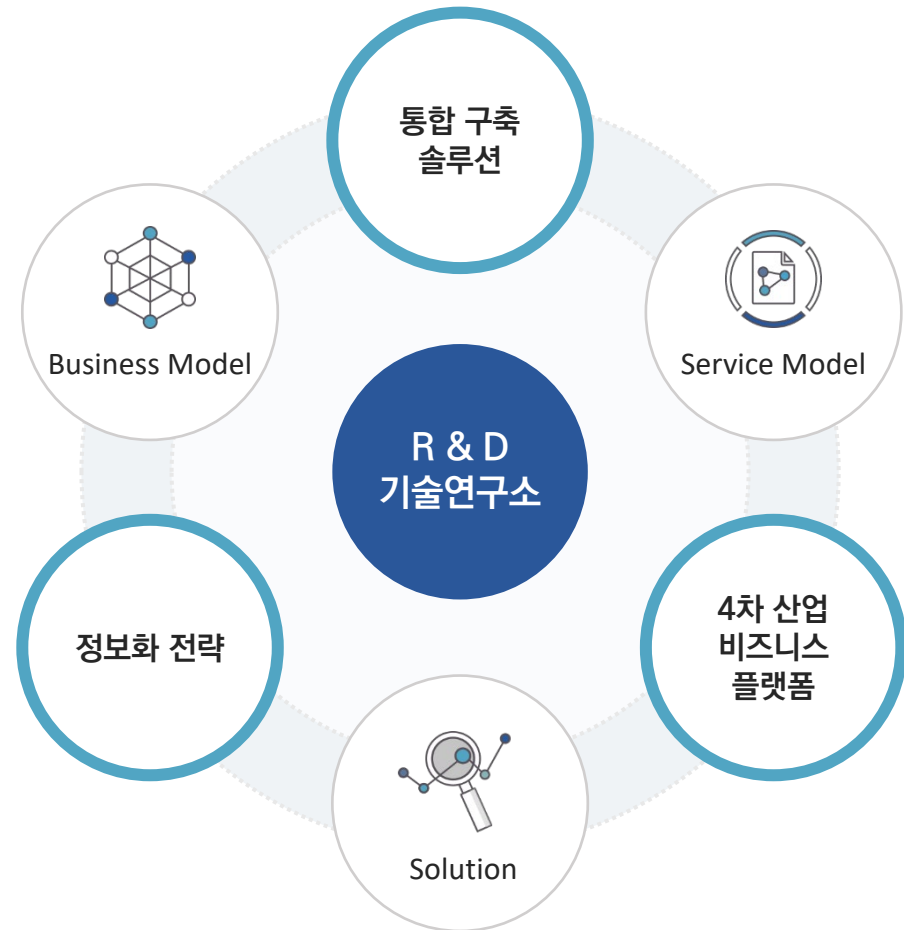 통합 구축
솔루션
Business Model
Service Model
R & D
기술연구소
정보화 전략
4차 산업
비즈니스
플랫폼
Solution